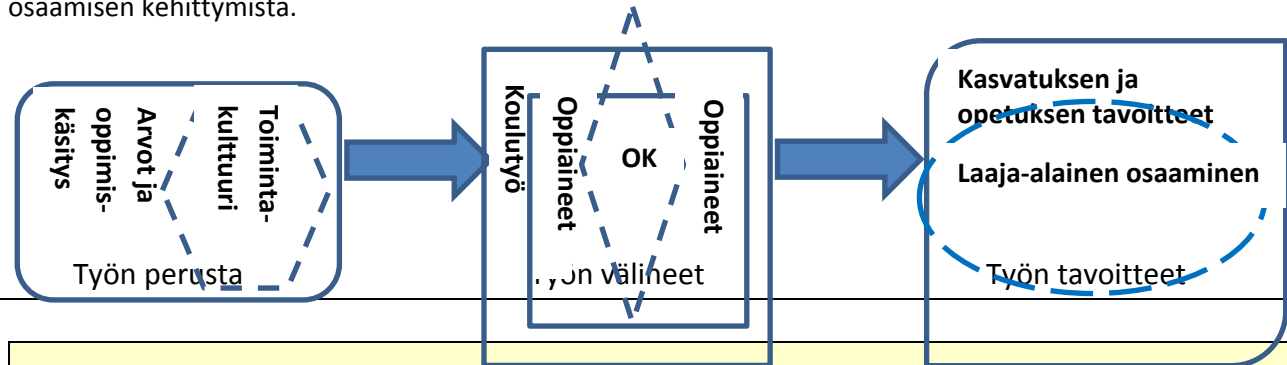 osaamisen kehittymistä.
Arvot ja
oppimis-
käsitys
Toiminta-
kulttuuri
Työn perusta
Koulutyö
Oppiaineet
OK
Oppiaineet
Työn välineet
Kasvatuksen ja
opetuksen tavoitteet
Laaja-alainen osaaminen
Työn tavoitteet